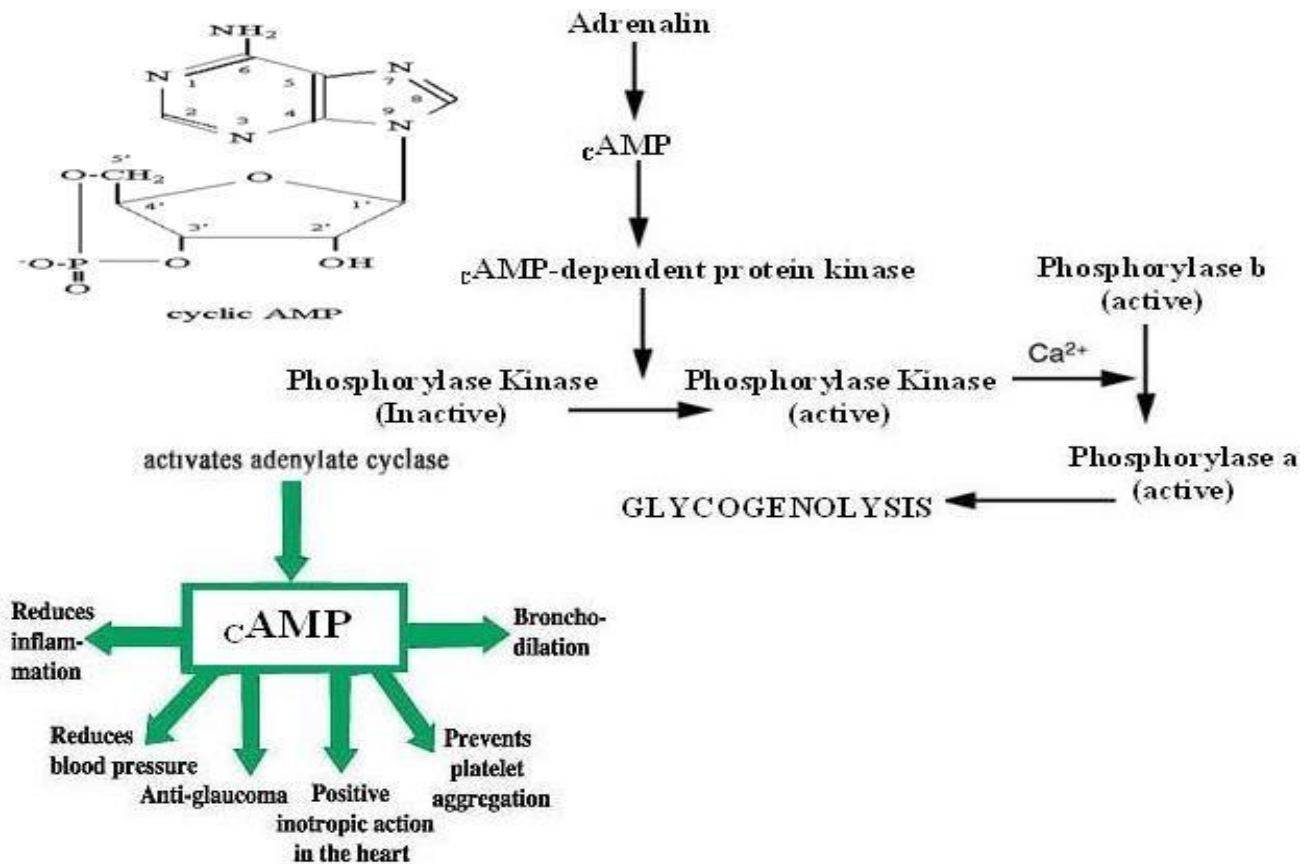 NH₂
N
1
6
5
N
7
8
2
3
4
9
N
N
5'
O-CH₂
O
4'
1'
3'
2'
⁻O-P
O
OH
O
cyclic AMP
Adrenalin
cAMP
cAMP-dependent protein kinase
Phosphorylase b
(active)
Ca²⁺
Phosphorylase Kinase
(Inactive)
Phosphorylase Kinase
(active)
Phosphorylase a
(active)
GLYCOGENOLYSIS
activates adenylate cyclase
cAMP
Reduces
inflam-
mation
Broncho-
dilation
Reduces
blood pressure
Anti-glaucoma
Positive
inotropic action
in the heart
Prevents
platelet
aggregation